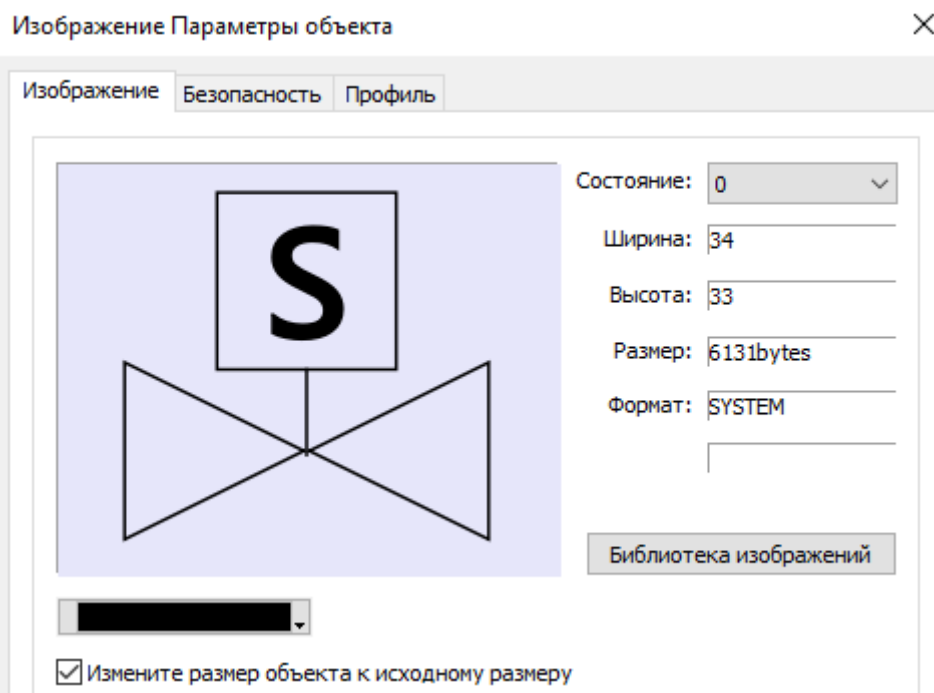 Изображение Параметры объекта
Изображение Безопасность Профиль
S
Состояние: 0
Ширина: 34
Высота: 33
Размер: 6131bytes
Формат: SYSTEM
Библиотека изображений
Измените размер объекта к исходному размеру